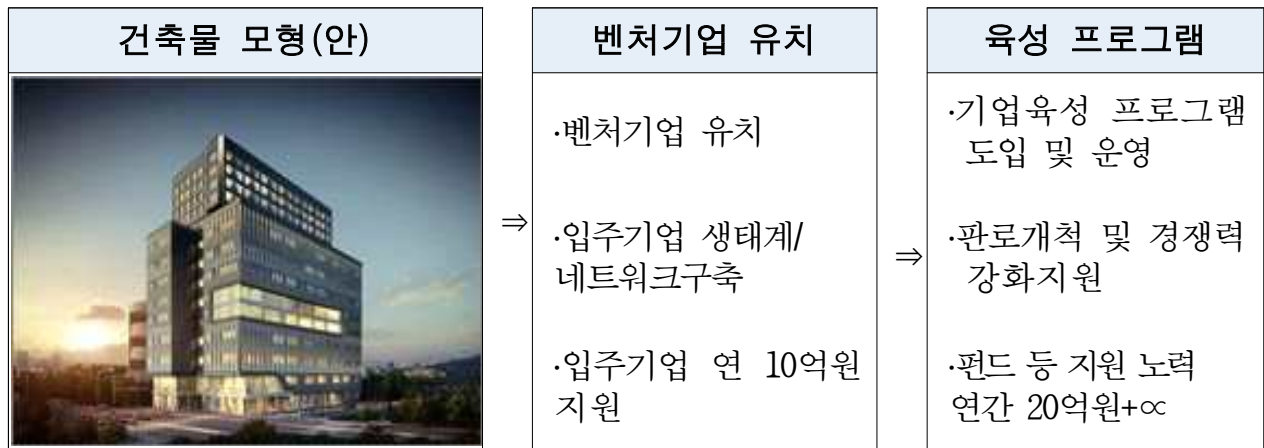 건축물 모형(안)
⇒
벤처기업 유치
·벤처기업 유치
·입주기업 생태계/
네트워크구축
·입주기업 연 10억원
지원
⇒
육성 프로그램
·기업육성 프로그램
도입 및 운영
·판로개척 및 경쟁력
강화지원
·펀드 등 지원 노력
연간 20억원+∝